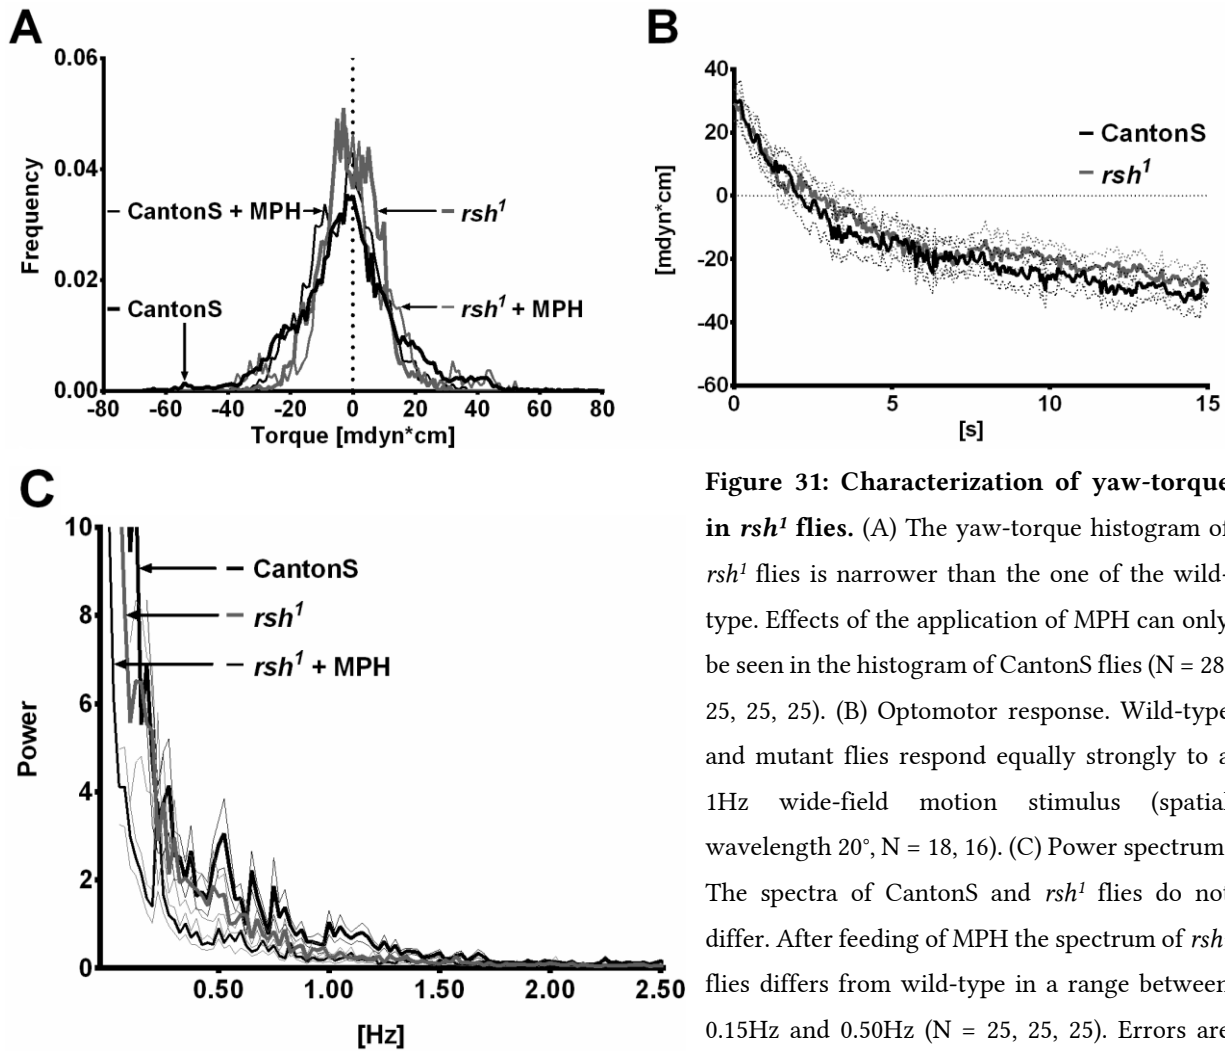 A
0.06
0.04
0.02
0.00
Frequency
CantonS + MPH
rsh¹
CantonS
rsh¹ + MPH
-80 -60 -40 -20 0 20 40 60 80
Torque [mdyn*cm]
B
40
20
0
-20
-40
-60
[mdyn*cm]
CantonS
rsh¹
0 5 10 15
[s]
C
10
8
6
4
2
0
Power
CantonS
rsh¹
rsh¹ + MPH
0.50 1.00 1.50 2.00 2.50
[Hz]
Figure 31: Characterization of yaw-torque
in rsh¹ flies. (A) The yaw-torque histogram of
rsh¹ flies is narrower than the one of the wild-
type. Effects of the application of MPH can only
be seen in the histogram of CantonS flies (N = 28
25, 25, 25). (B) Optomotor response. Wild-type
and mutant flies respond equally strongly to a
1Hz wide-field motion stimulus (spatial
wavelength 20°, N = 18, 16). (C) Power spectrum
The spectra of CantonS and rsh¹ flies do not
differ. After feeding of MPH the spectrum of rsh
flies differs from wild-type in a range between
0.15Hz and 0.50Hz (N = 25, 25, 25). Errors are